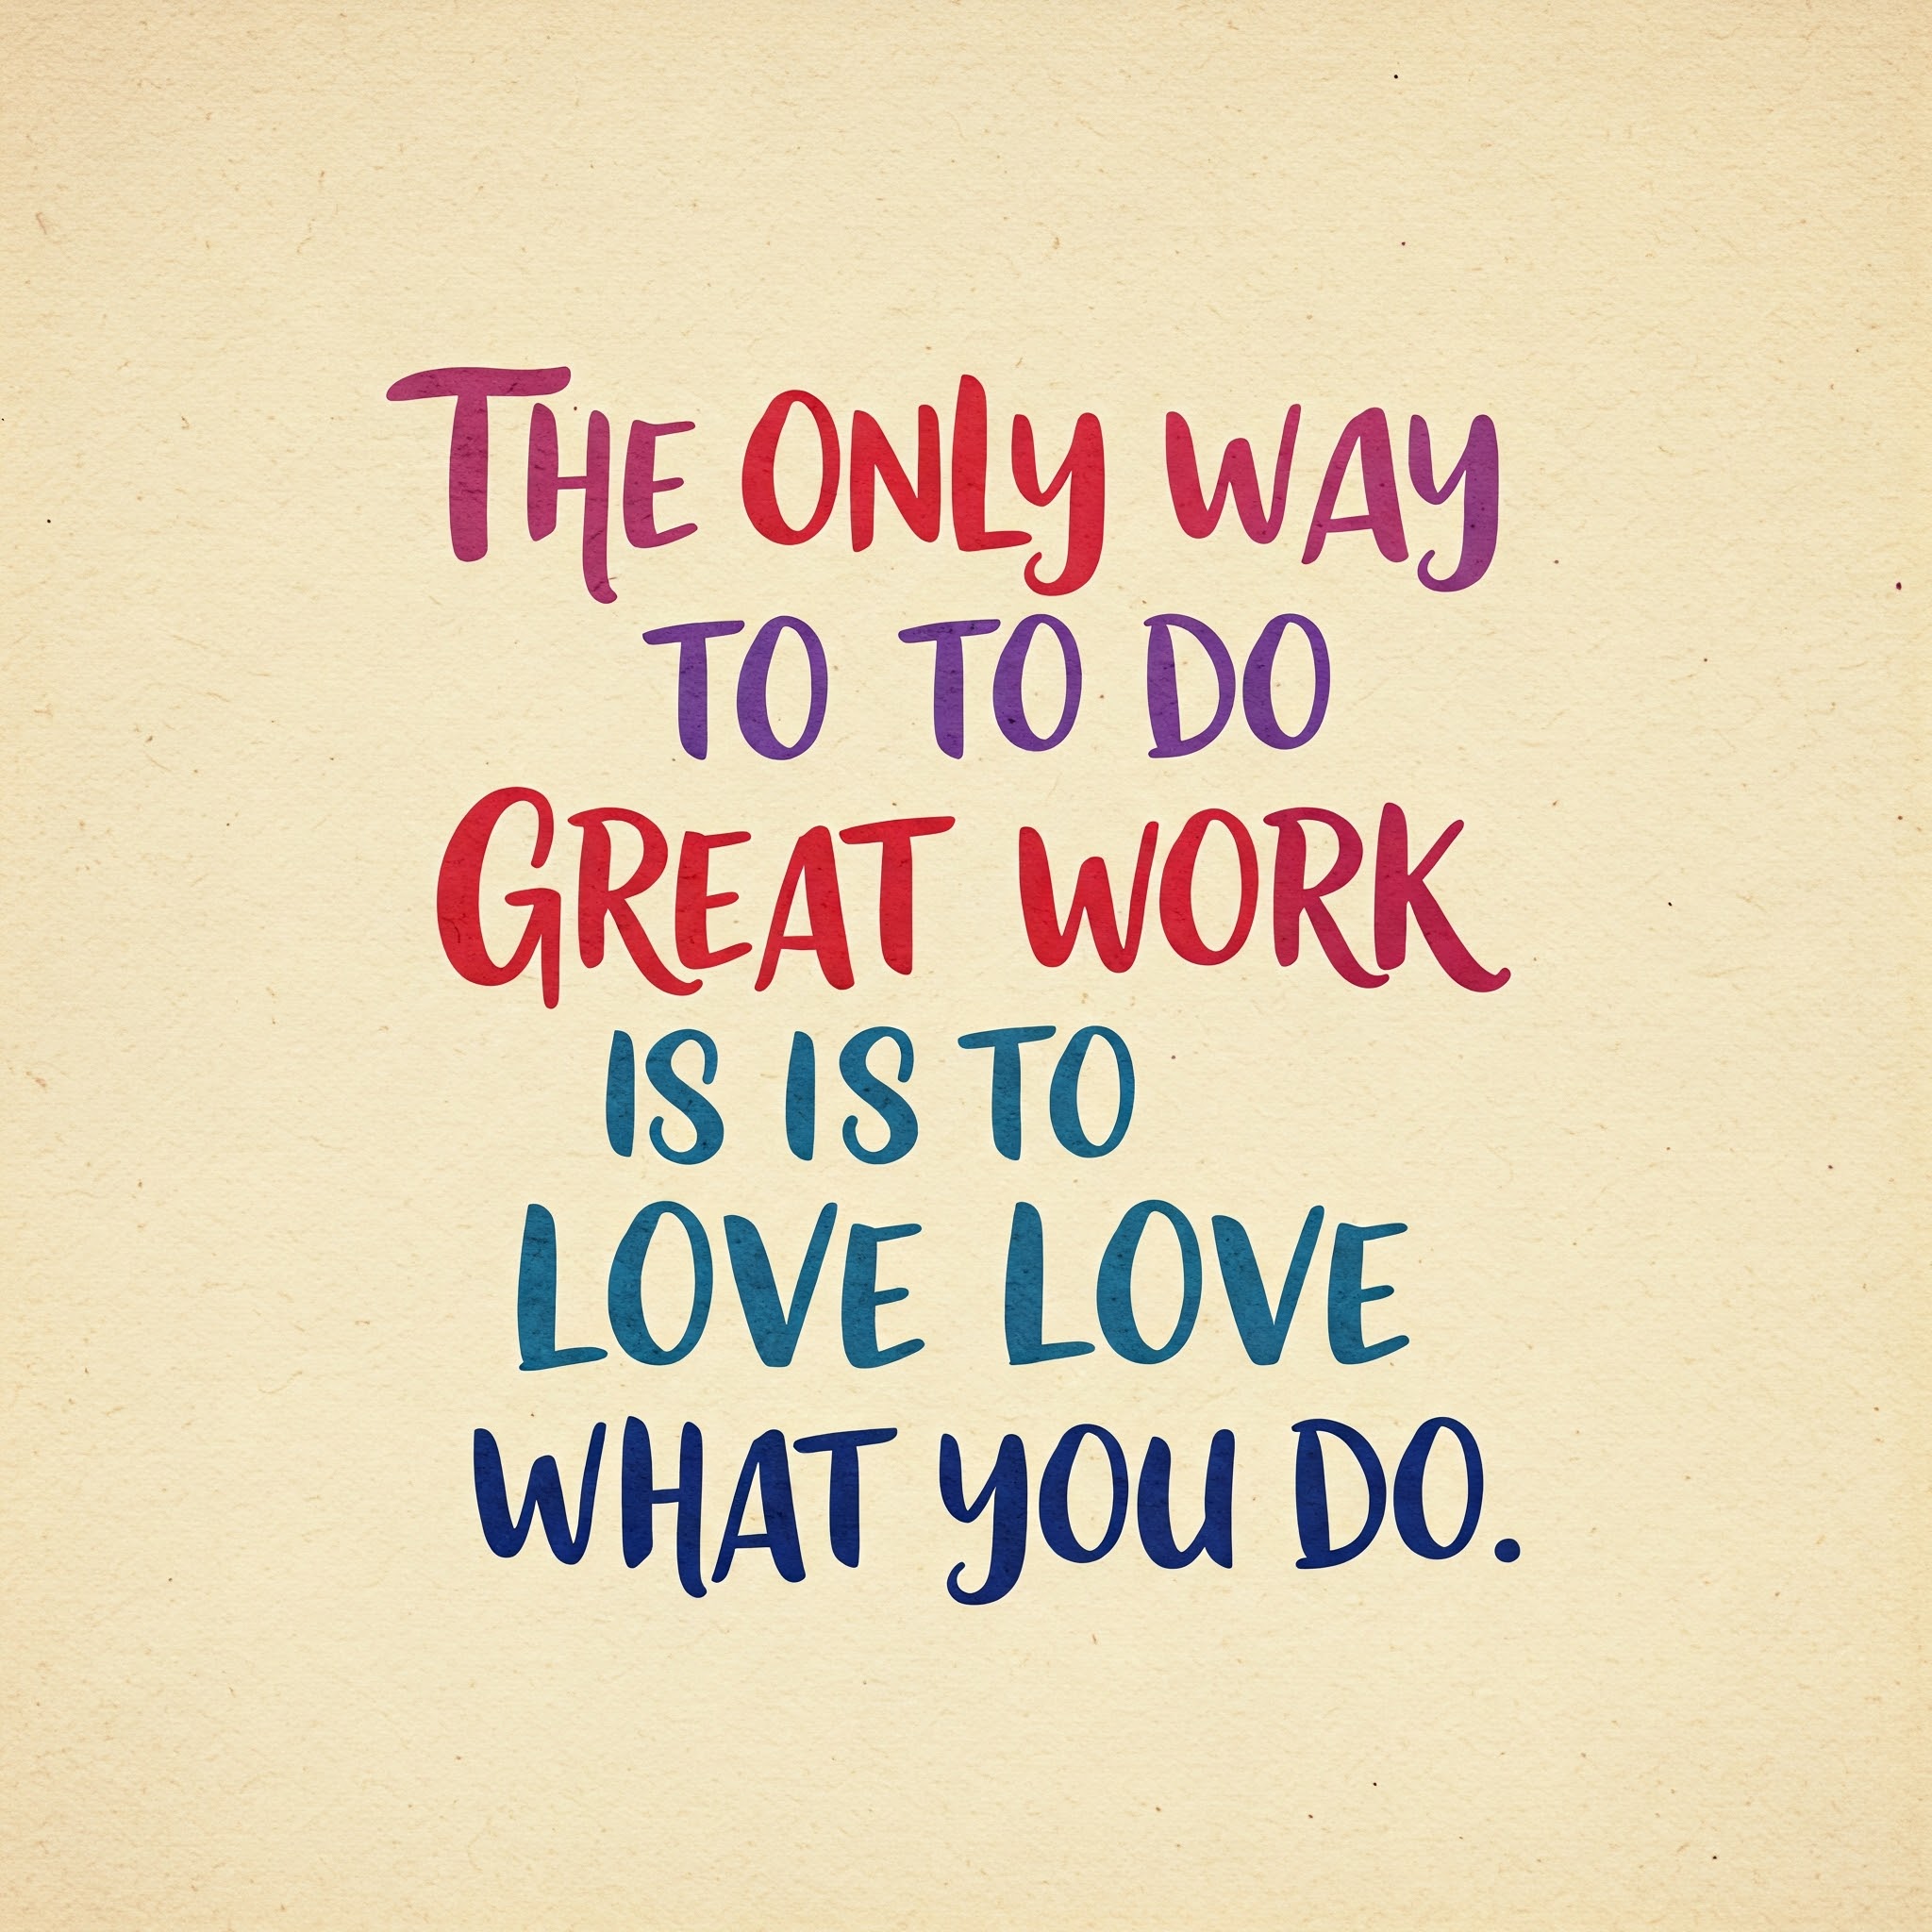 The only way
to to do
Great work
is is to
love love
what you do.